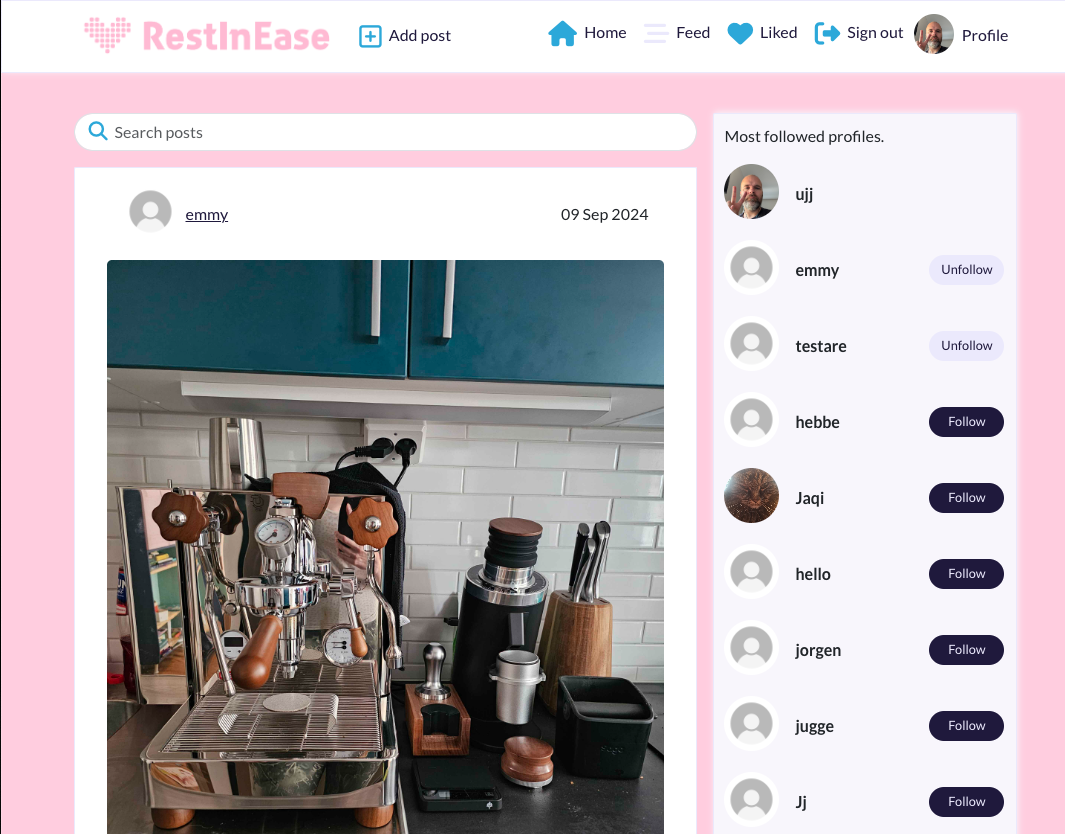 RestInEase
Add post
Home
Feed
Liked
Sign out
Profile
Search posts
emmy
09 Sep 2024
Most followed profiles.
ujj
emmy
Unfollow
testare
Unfollow
hebbe
Follow
Jaqi
Follow
hello
Follow
jorgen
Follow
jugge
Follow
Jj
Follow